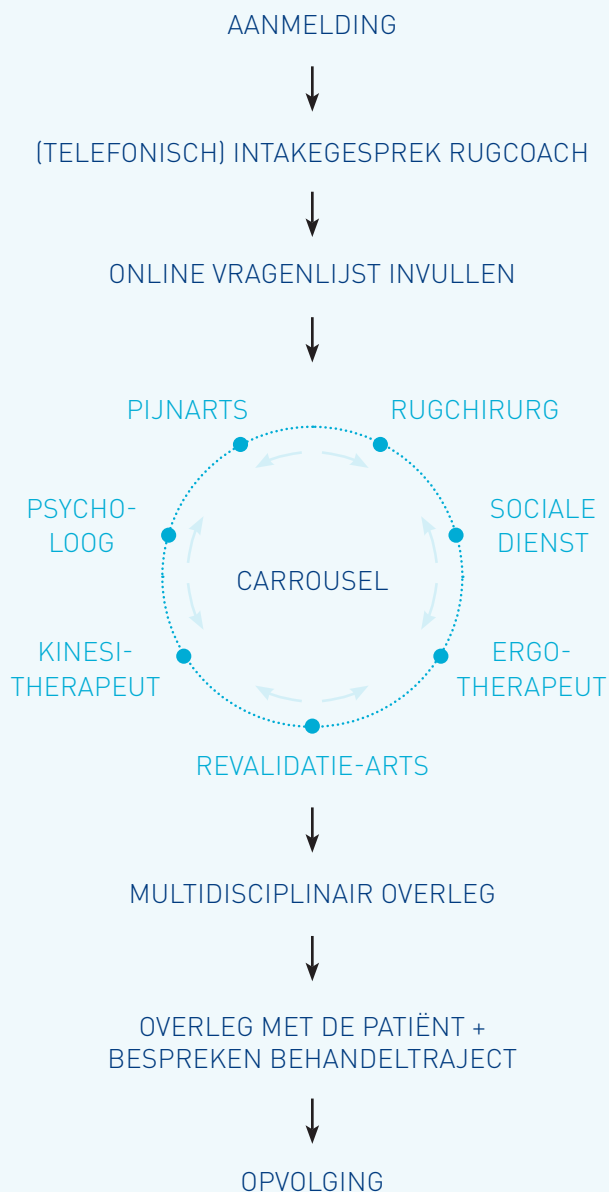 AANMELDING
(TELEFONISCH) INTAKEGESPREK RUGCOACH
ONLINE VRAGENLIJST INVULLEN
PIJNARTS
RUGCHIRURG
PSYCHO-
LOOG
SOCIALE
DIENST
CARROUSEL
KINESI-
THERAPEUT
ERGO-
THERAPEUT
REVALIDATIE-ARTS
MULTIDISCIPLINAIR OVERLEG
OVERLEG MET DE PATIËNT +
BESPREKEN BEHANDELTRAJECT
OPVOLGING